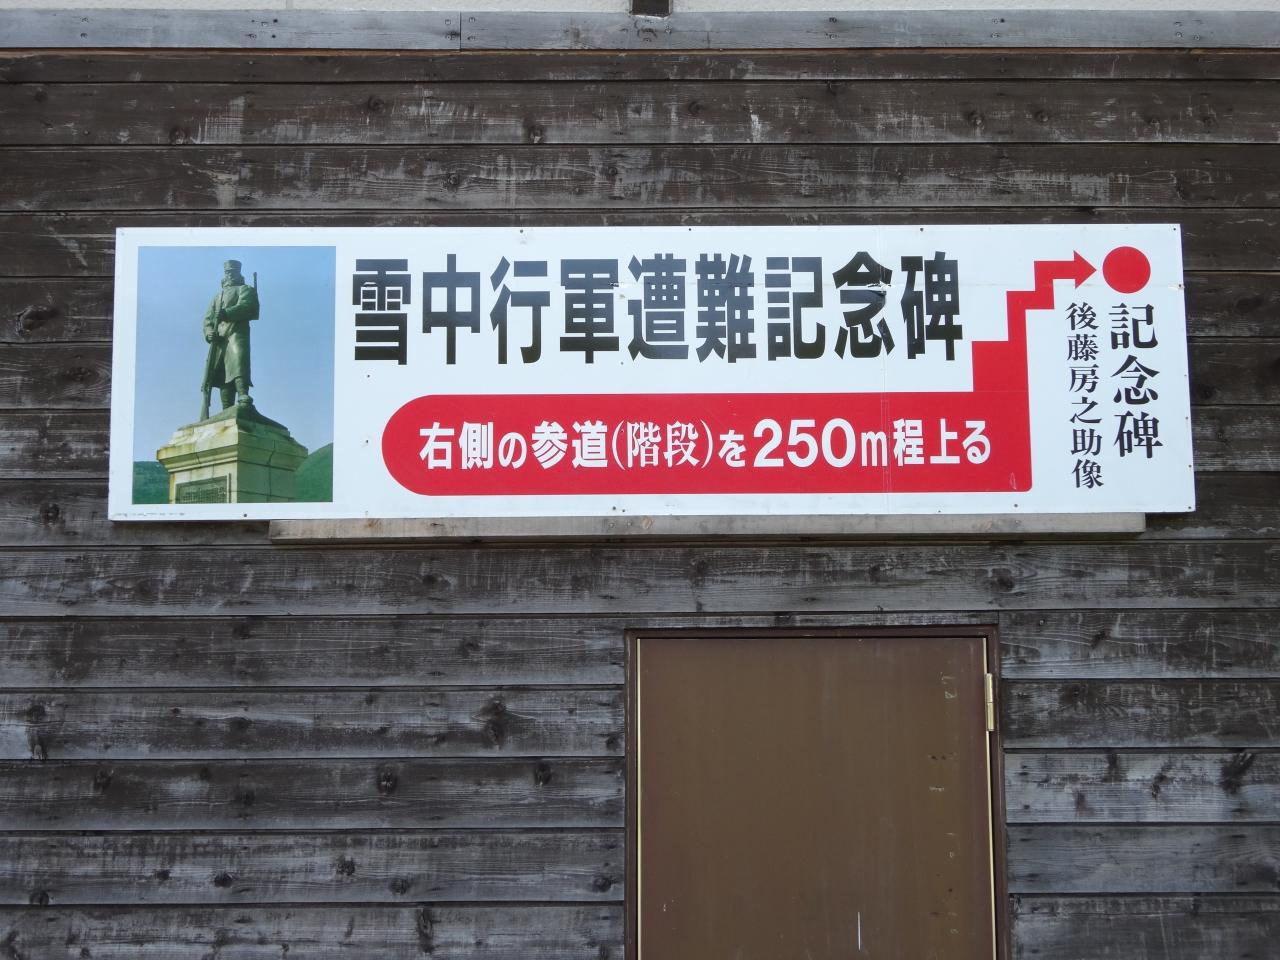 雪中行軍遭難記念碑
右側の参道(階段)を250m程上る
記念碑
後藤房之助像